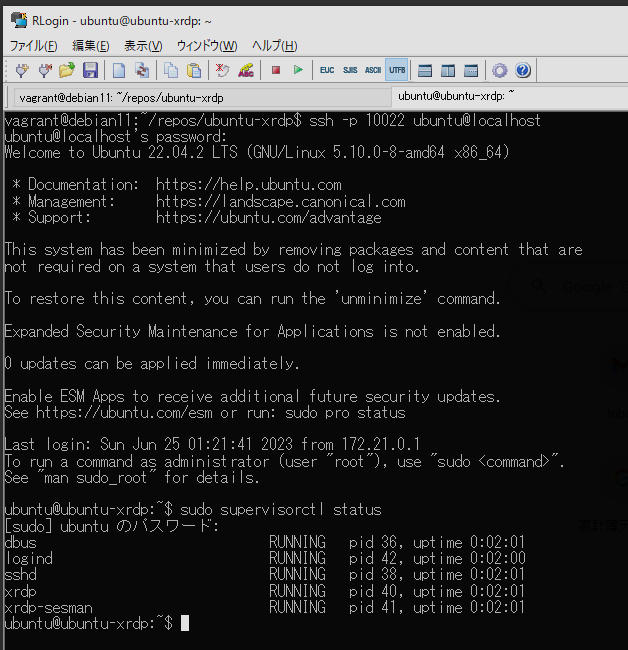 RLogin - ubuntu@ubuntu-xrdp: ~
ファイル(F) 編集(E) 表示(V) ウィンドウ(W) ヘルプ(H)
EUC SJIS ASCII UTF8
vagrant@debian11: ~/repos/ubuntu-xrdp ubuntu@ubuntu-xrdp: ~
vagrant@debian11:~/repos/ubuntu-xrdp$ ssh -p 10022 ubuntu@localhost
ubuntu@localhost's password:
Welcome to Ubuntu 22.04.2 LTS (GNU/Linux 5.10.0-8-amd64 x86_64)
* Documentation: https://help.ubuntu.com
* Management: https://landscape.canonical.com
* Support: https://ubuntu.com/advantage
This system has been minimized by removing packages and content that are
not required on a system that users do not log into.
To restore this content, you can run the 'unminimize' command.
Expanded Security Maintenance for Applications is not enabled.
0 updates can be applied immediately.
Enable ESM Apps to receive additional future security updates.
See https://ubuntu.com/esm or run: sudo pro status
Last login: Sun Jun 25 01:21:41 2023 from 172.21.0.1
To run a command as administrator (user "root"), use "sudo <command>".
See "man sudo_root" for details.
ubuntu@ubuntu-xrdp:~$ sudo supervisorctl status
[sudo] ubuntu のパスワード:
dbus RUNNING pid 36, uptime 0:02:01
logind RUNNING pid 42, uptime 0:02:00
sshd RUNNING pid 38, uptime 0:02:01
xrdp RUNNING pid 40, uptime 0:02:01
xrdp-sesman RUNNING pid 41, uptime 0:02:01
ubuntu@ubuntu-xrdp:~$